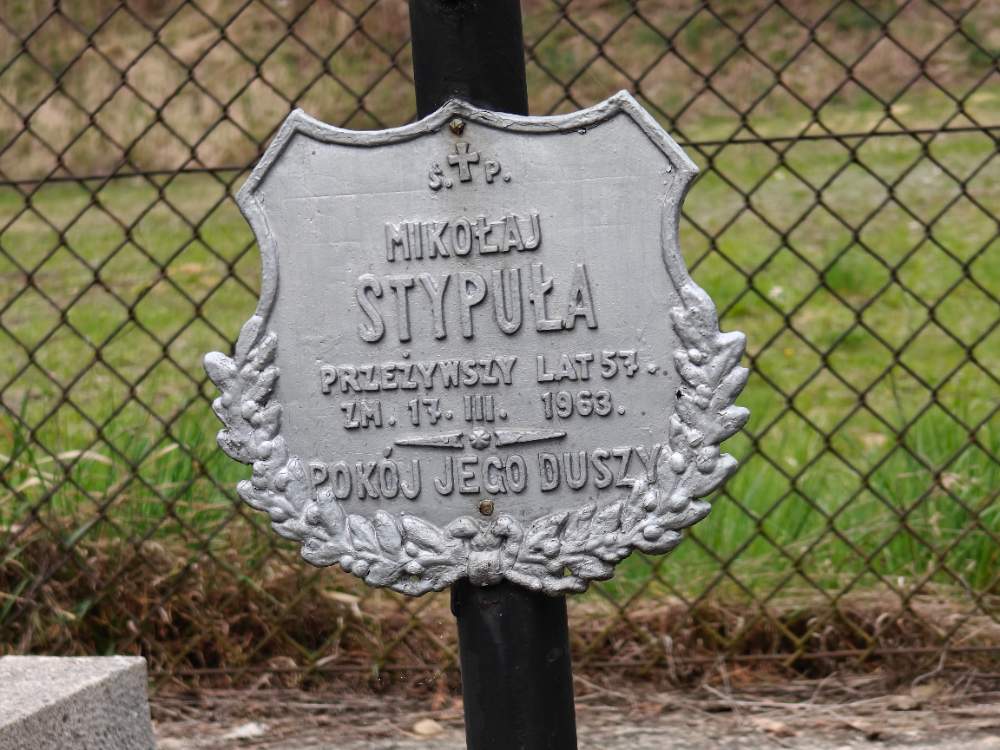 Ś. ✝ P.
MIKOŁAJ
STYPUŁA
PRZEŻYWSZY LAT 57.
ZM. 17. III. 1963.
POKÓJ JEGO DUSZY